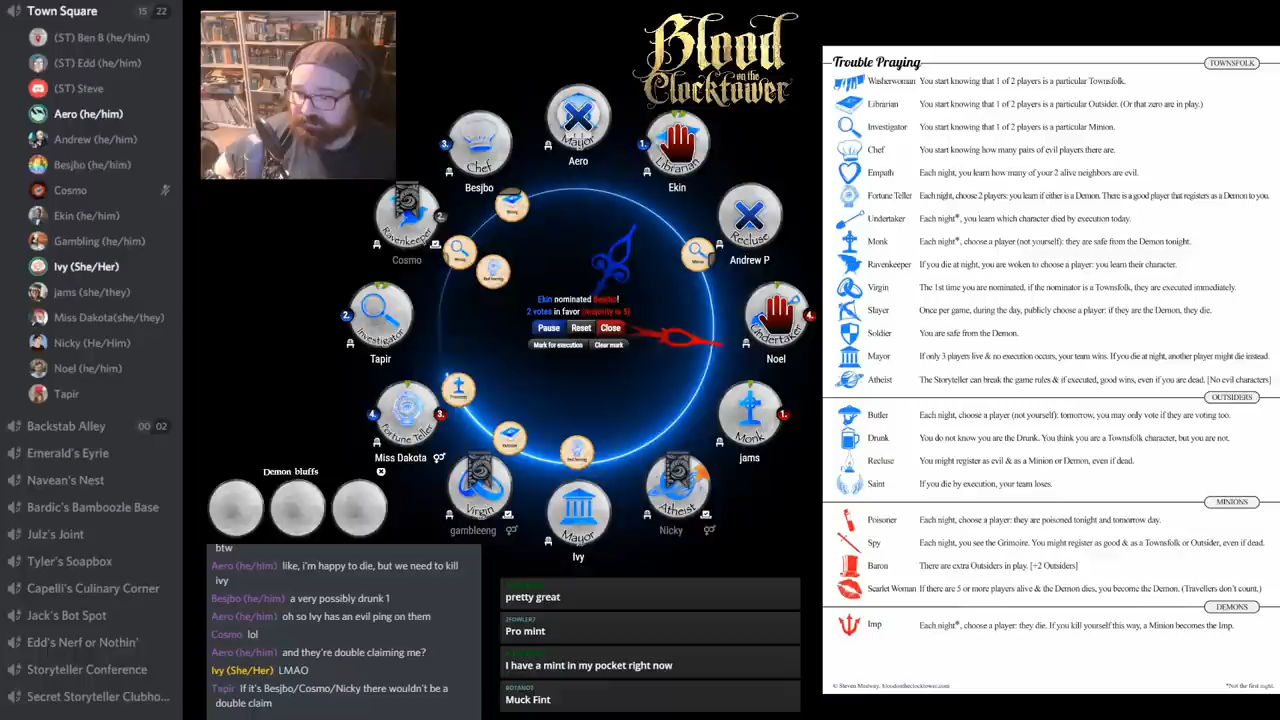 Town Square
15 22
(ST) Ben B (he/him)
(ST) Edd (he/him)
(ST) Steve
Aero (he/him)
Andrew (he/him)
Besjbo (he/him)
Cosmo
Ekin (he/him)
Gambling (he/him)
Ivy (She/Her)
jams (she/they)
Miss Dakota(she/they)
Nicky (He/Him)
Noel (he/him)
Tapir
Backstab Alley
00 02
Emerald's Eyrie
Navean's Nest
Bardic's Bamboozle Base
Julz's Joint
Tyler's Soapbox
Capelli's Culinary Corner
Jack's Spot Spot
Edd's Doer Nothin'
Storyteller Conference
Secret Storyteller Clubho...
Blood
on the
Clocktower
Mayor
Aero
Chef
Besjbo
Librarian
Ekin
Ravenkeeper
Cosmo
Recluse
Andrew P
Investigator
Tapir
Undertaker
Noel
Fortune Teller
Miss Dakota
Monk
jams
Virgin
gambleeng
Mayor
Ivy
Atheist
Nicky
Ekin nominated Besjbo!
2 votes in favor (majority is 5)
Pause Reset Close
Mark for execution Clear mark
Demon bluffs
btw
Aero (he/him) like, i'm happy to die, but we need to kill
ivy
Besjbo (he/him) a very possibly drunk 1
Aero (he/him) oh so Ivy has an evil ping on them
Cosmo lol
Aero (he/him) and they're double claiming me?
Ivy (She/Her) LMAO
Tapir If it's Besjbo/Cosmo/Nicky there wouldn't be a
double claim
pretty great
2FOWLER7
Pro mint
I have a mint in my pocket right now
BOTANOT
Muck Fint
Trouble Praying
TOWNSFOLK
Washerwoman You start knowing that 1 of 2 players is a particular Townsfolk.
Librarian You start knowing that 1 of 2 players is a particular Outsider. (Or that zero are in play.)
Investigator You start knowing that 1 of 2 players is a particular Minion.
Chef You start knowing how many pairs of evil players there are.
Empath Each night, you learn how many of your 2 alive neighbors are evil.
Fortune Teller Each night, choose 2 players: you learn if either is a Demon. There is a good player that registers as a Demon to you.
Undertaker Each night*, you learn which character died by execution today.
Monk Each night*, choose a player (not yourself): they are safe from the Demon tonight.
Ravenkeeper If you die at night, you are woken to choose a player: you learn their character.
Virgin The 1st time you are nominated, if the nominator is a Townsfolk, they are executed immediately.
Slayer Once per game, during the day, publicly choose a player: if they are the Demon, they die.
Soldier You are safe from the Demon.
Mayor If only 3 players live & no execution occurs, your team wins. If you die at night, another player might die instead.
Atheist The Storyteller can break the game rules & if executed, good wins, even if you are dead. [No evil characters]
OUTSIDERS
Butler Each night, choose a player (not yourself): tomorrow, you may only vote if they are voting too.
Drunk You do not know you are the Drunk. You think you are a Townsfolk character, but you are not.
Recluse You might register as evil & as a Minion or Demon, even if dead.
Saint If you die by execution, your team loses.
MINIONS
Poisoner Each night, choose a player: they are poisoned tonight and tomorrow day.
Spy Each night, you see the Grimoire. You might register as good & as a Townsfolk or Outsider, even if dead.
Baron There are extra Outsiders in play. [+2 Outsiders]
Scarlet Woman If there are 5 or more players alive & the Demon dies, you become the Demon. (Travellers don't count.)
DEMONS
Imp Each night*, choose a player: they die. If you kill yourself this way, a Minion becomes the Imp.
© Steven Medway, bloodontheclocktower.com
*Not the first night.